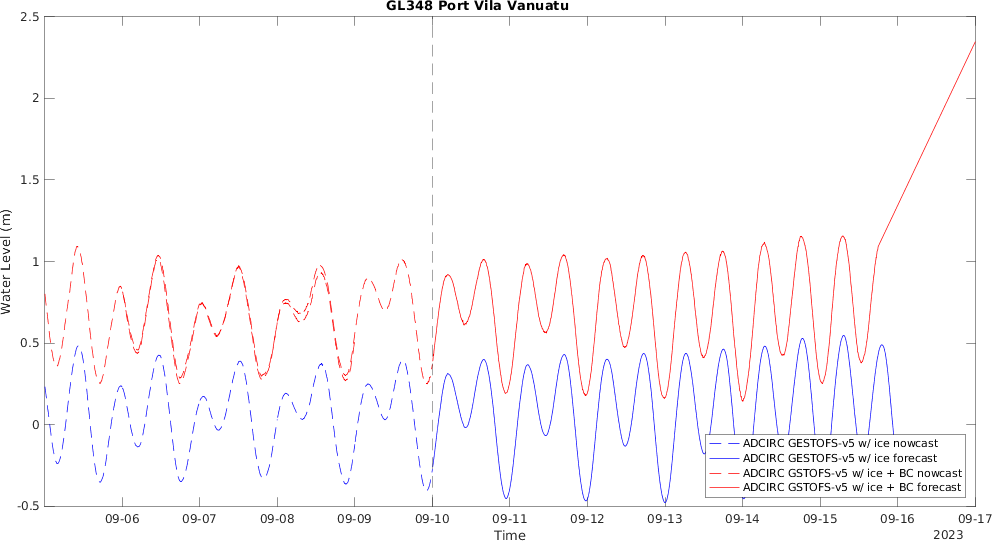 GL348 Port Vila Vanuatu
2.5
2
1.5
1
0.5
0
-0.5
Water Level (m)
ADCIRC GESTOFS-v5 w/ ice nowcast
ADCIRC GESTOFS-v5 w/ ice forecast
ADCIRC GSTOFS-v5 w/ ice + BC nowcast
ADCIRC GSTOFS-v5 w/ ice + BC forecast
09-06 09-07 09-08 09-09 09-10 09-11 09-12 09-13 09-14 09-15 09-16 09-17
Time
2023